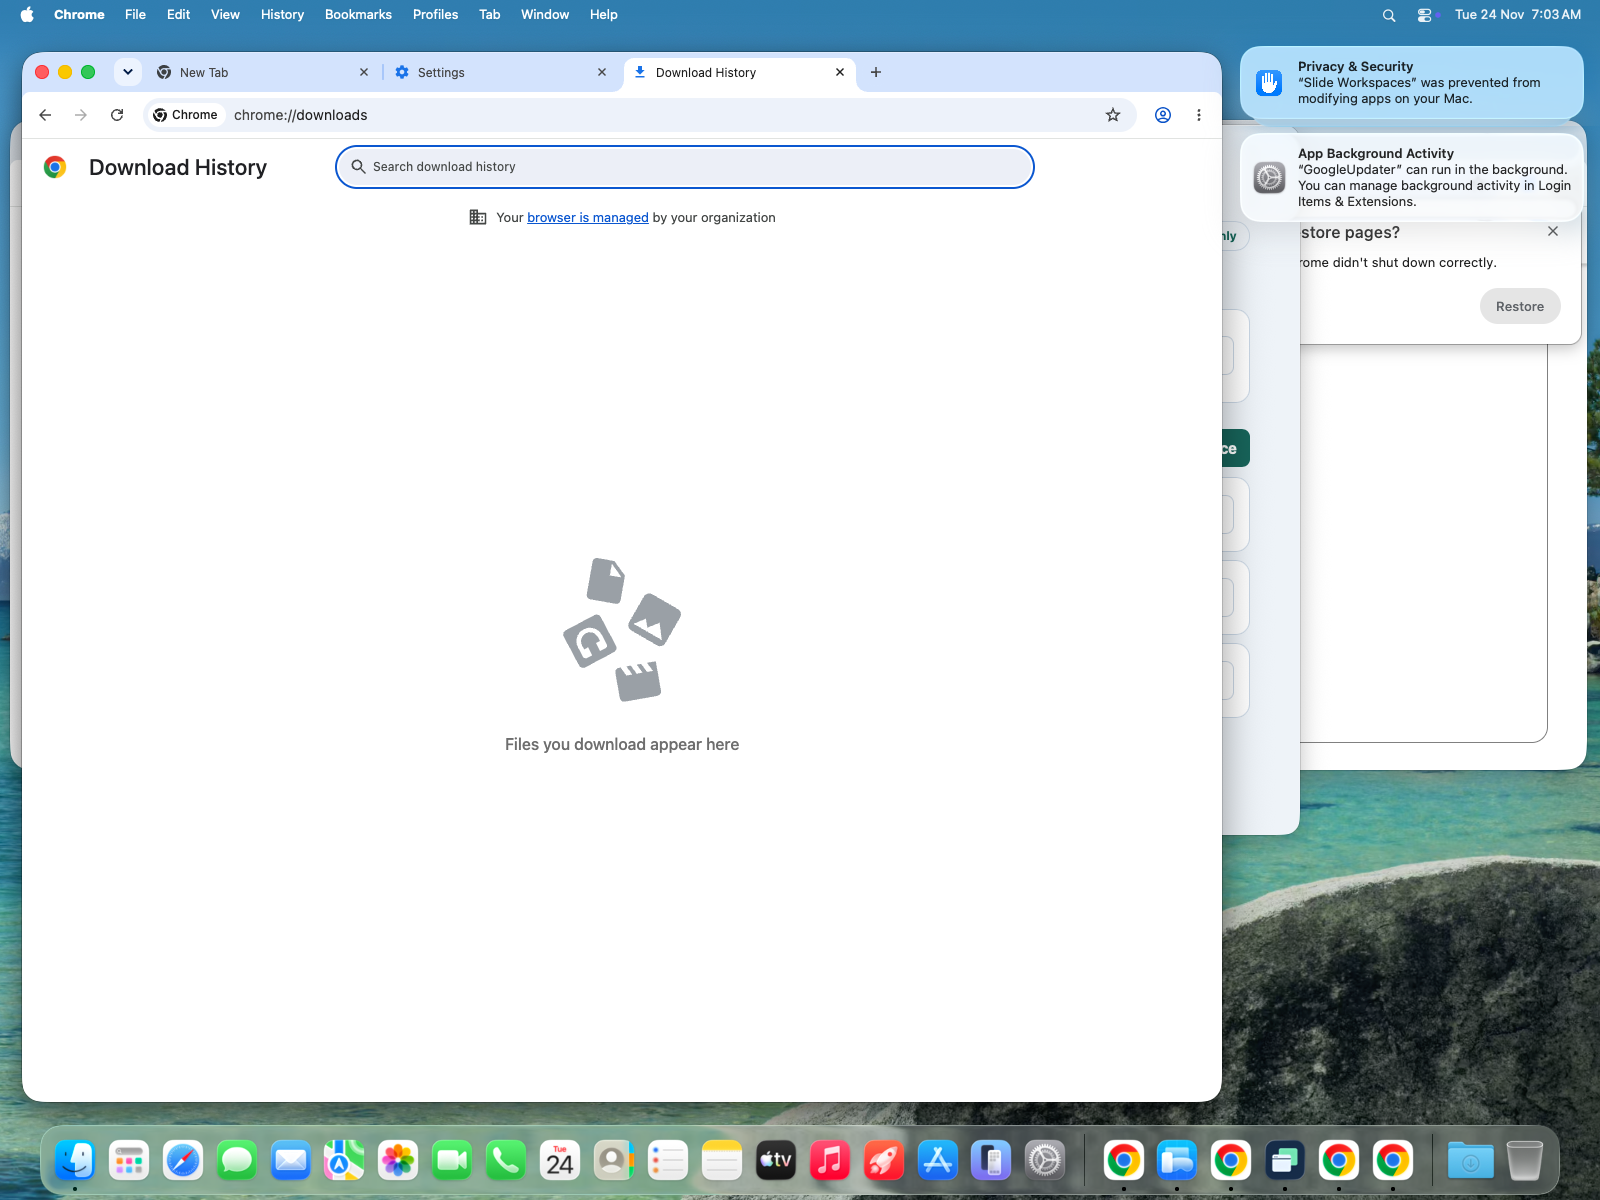 Chrome File Edit View History Bookmarks Profiles Tab Window Help
Tue 24 Nov 7:03 AM
New Tab
Settings
Download History
Chrome
chrome://downloads
Download History
Search download history
Your browser is managed by your organization
Files you download appear here
Privacy & Security
“Slide Workspaces” was prevented from
modifying apps on your Mac.
App Background Activity
“GoogleUpdater” can run in the background.
You can manage background activity in Login
Items & Extensions.
store pages?
rome didn't shut down correctly.
Restore
Tue
24
tv